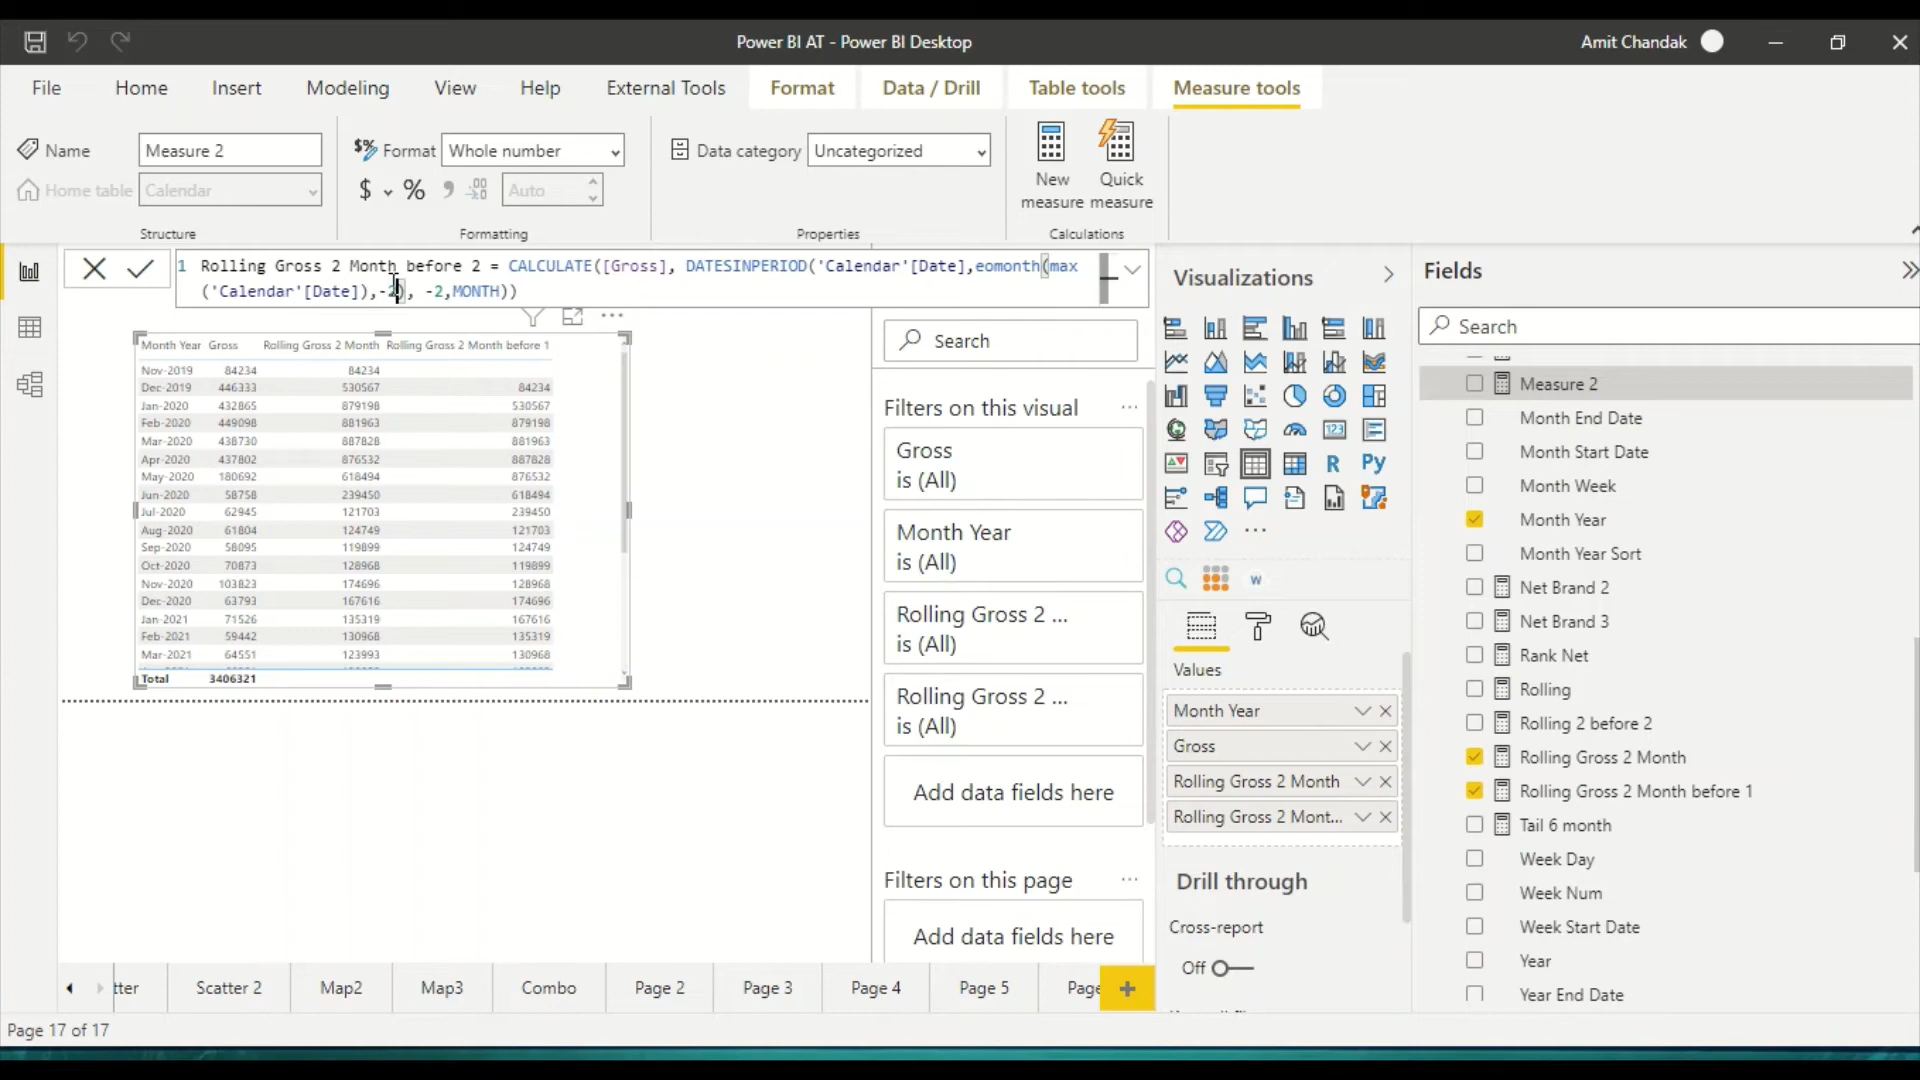 Power BI AT - Power BI Desktop
Amit Chandak
File
Home
Insert
Modeling
View
Help
External Tools
Format
Data / Drill
Table tools
Measure tools
Name
Measure 2
Home table
Calendar
Structure
Format
Whole number
$
%
Auto
Formatting
Data category
Uncategorized
Properties
New measure
Quick measure
Calculations
1 Rolling Gross 2 Month before 2 = CALCULATE([Gross], DATESINPERIOD('Calendar'[Date],eomonth(max
('Calendar'[Date]),-2), -2,MONTH))
Month Year Gross Rolling Gross 2 Month Rolling Gross 2 Month before 1
Nov-2019 84234 84234
Dec-2019 446333 530567 84234
Jan-2020 432865 879198 530567
Feb-2020 449098 881963 879198
Mar-2020 438730 887828 881963
Apr-2020 437802 876532 887828
May-2020 180692 618494 876532
Jun-2020 58758 239450 618494
Jul-2020 62945 121703 239450
Aug-2020 61804 124749 121703
Sep-2020 58095 119899 124749
Oct-2020 70873 128968 119899
Nov-2020 103823 174696 128968
Dec-2020 63793 167616 174696
Jan-2021 71526 135319 167616
Feb-2021 59442 130968 135319
Mar-2021 64551 123993 130968
Total 3406321
Search
Filters on this visual
Gross
is (All)
Month Year
is (All)
Rolling Gross 2 ...
is (All)
Rolling Gross 2 ...
is (All)
Add data fields here
Filters on this page
Add data fields here
Visualizations
123
R
Py
W
Values
Month Year
Gross
Rolling Gross 2 Month
Rolling Gross 2 Mont...
Drill through
Cross-report
Off
Fields
Search
Measure 2
Month End Date
Month Start Date
Month Week
Month Year
Month Year Sort
Net Brand 2
Net Brand 3
Rank Net
Rolling
Rolling 2 before 2
Rolling Gross 2 Month
Rolling Gross 2 Month before 1
Tail 6 month
Week Day
Week Num
Week Start Date
Year
Year End Date
tter
Scatter 2
Map2
Map3
Combo
Page 2
Page 3
Page 4
Page 5
Page
+
Page 17 of 17